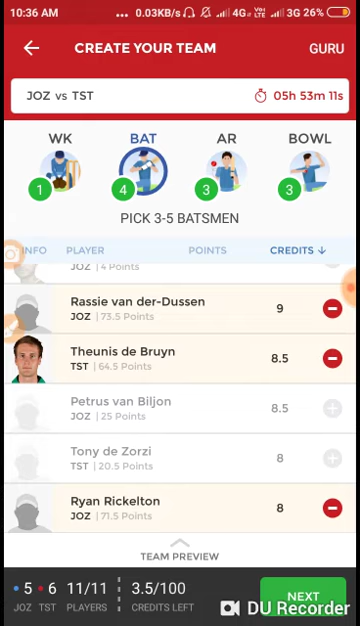 10:36 AM ... 0.03KB/s 4G VoLTE 3G 26%
CREATE YOUR TEAM GURU
JOZ vs TST 05h 53m 11s
WK BAT AR BOWL
1 4 3 3
PICK 3-5 BATSMEN
INFO PLAYER POINTS CREDITS ↓
JOZ | 4 Points
Rassie van der-Dussen
JOZ | 73.5 Points
9
Theunis de Bruyn
TST | 64.5 Points
8.5
Petrus van Biljon
JOZ | 25 Points
8.5
Tony de Zorzi
TST | 20.5 Points
8
Ryan Rickelton
JOZ | 71.5 Points
8
TEAM PREVIEW
5 6 11/11 3.5/100 NEXT
JOZ TST PLAYERS CREDITS LEFT
DU Recorder